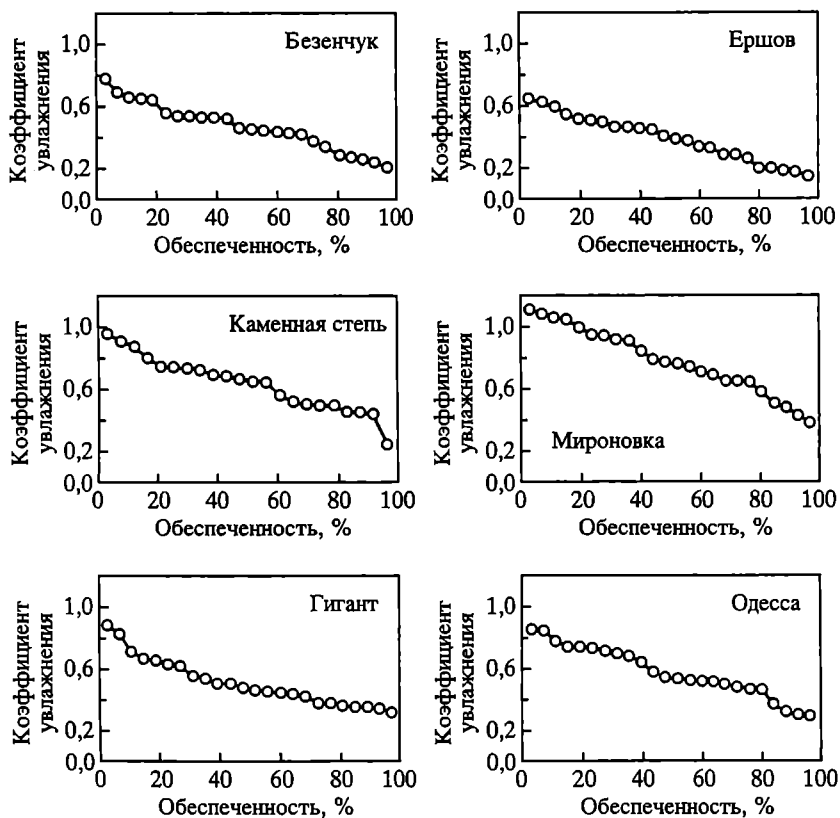 Безенчук
Коэффициент
увлажнения
1,0
0,6
0,2
0,0
0 20 40 60 80 100
Обеспеченность, %
Ершов
Коэффициент
увлажнения
1,0
0,6
0,2
0,0
0 20 40 60 80 100
Обеспеченность, %
Каменная степь
Коэффициент
увлажнения
1,0
0,6
0,2
0,0
0 20 40 60 80 100
Обеспеченность, %
Мироновка
Коэффициент
увлажнения
1,0
0,6
0,2
0,0
0 20 40 60 80 100
Обеспеченность, %
Гигант
Коэффициент
увлажнения
1,0
0,6
0,2
0,0
0 20 40 60 80 100
Обеспеченность, %
Одесса
Коэффициент
увлажнения
1,0
0,6
0,2
0,0
0 20 40 60 80 100
Обеспеченность, %